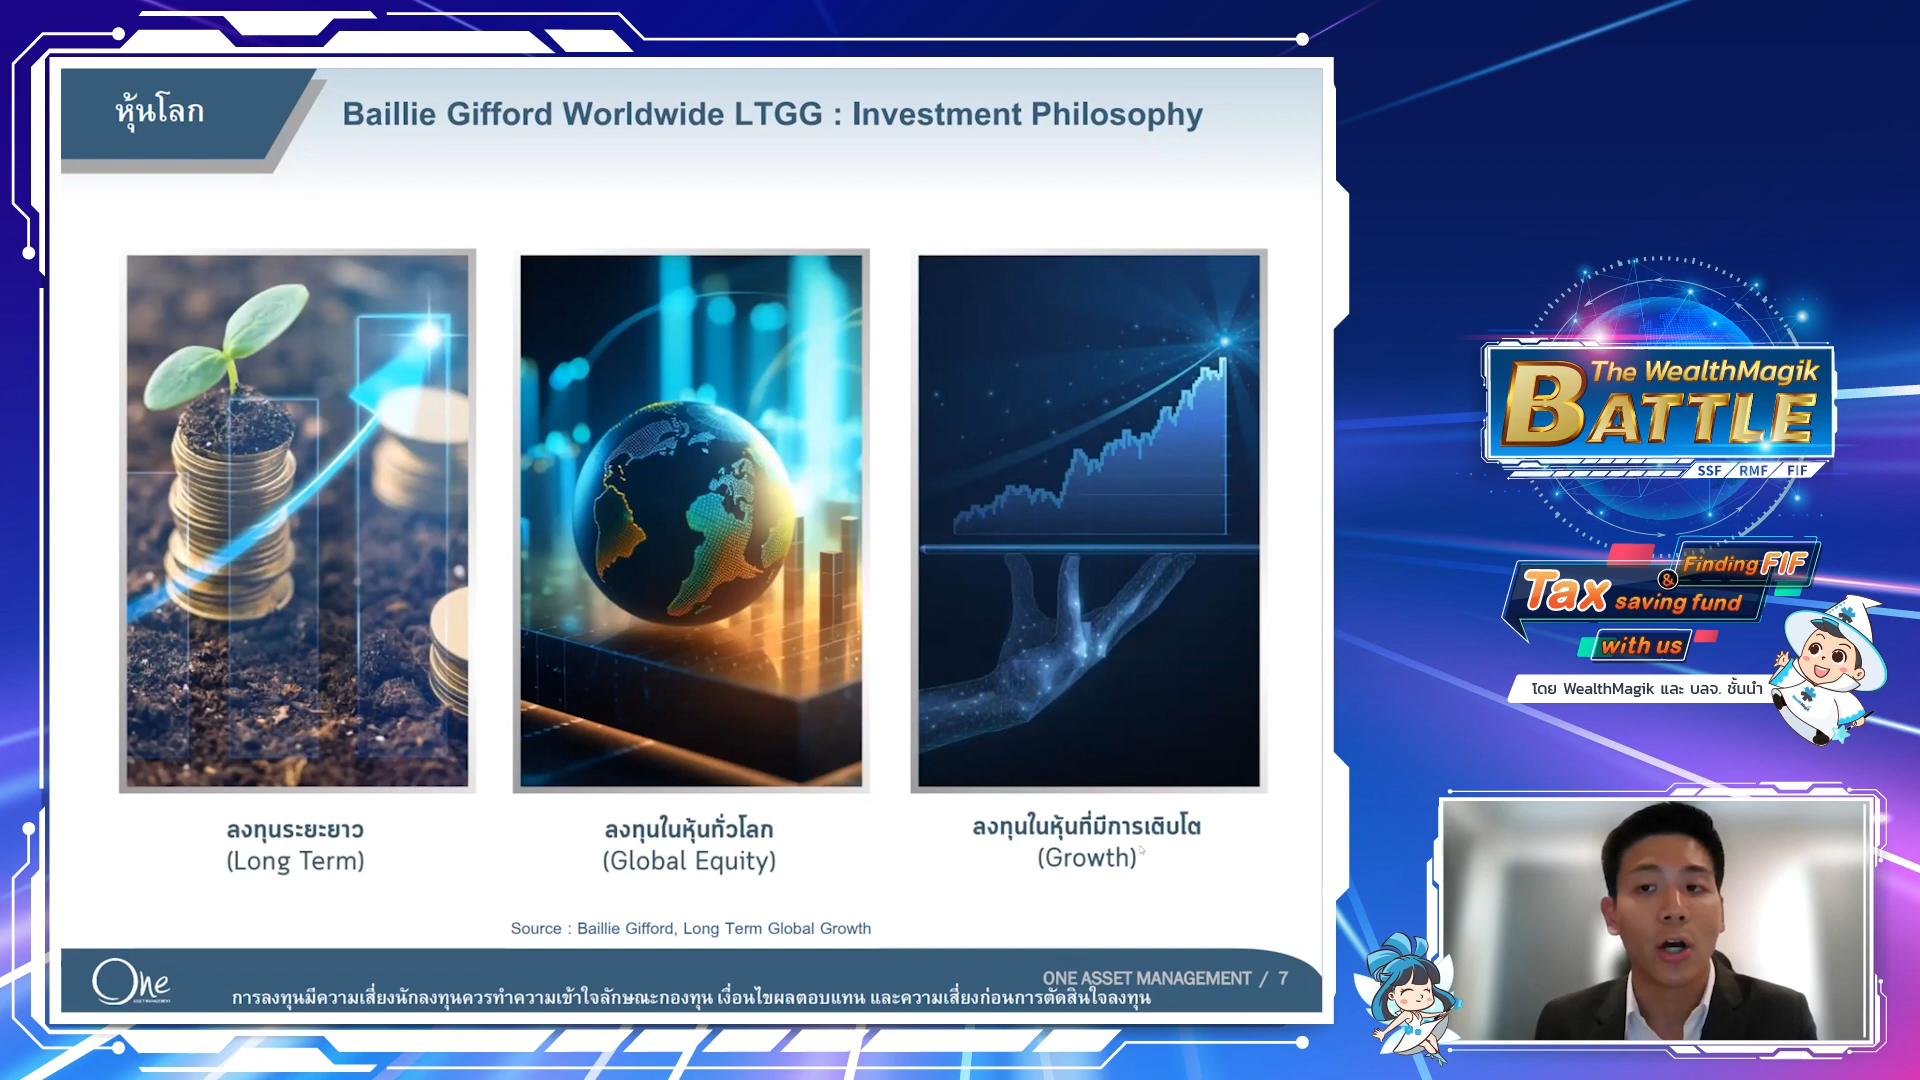 หุ้นโลก
Baillie Gifford Worldwide LTGG : Investment Philosophy
ลงทุนระยะยาว
(Long Term)
ลงทุนในหุ้นทั่วโลก
(Global Equity)
ลงทุนในหุ้นที่มีการเติบโต
(Growth)
Source : Baillie Gifford, Long Term Global Growth
One
ASSET MANAGEMENT
ONE ASSET MANAGEMENT / 7
การลงทุนมีความเสี่ยงนักลงทุนควรทำความเข้าใจลักษณะกองทุน เงื่อนไขผลตอบแทน และความเสี่ยงก่อนการตัดสินใจลงทุน
The WealthMagik
BATTLE
SSF / RMF / FIF
Tax & Finding FIF
saving fund
with us
โดย WealthMagik และ บลจ. ชั้นนำ